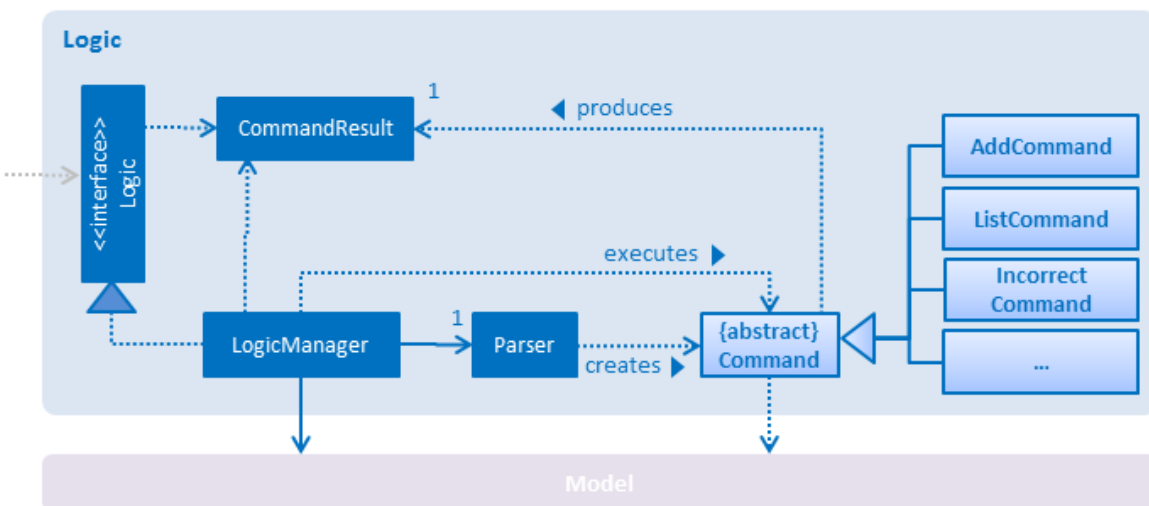 Logic
<<interface>>
Logic
CommandResult
1
◀ produces
AddCommand
ListCommand
Incorrect
Command
...
executes ▶
LogicManager
1
Parser
creates ▶
{abstract}
Command
Model